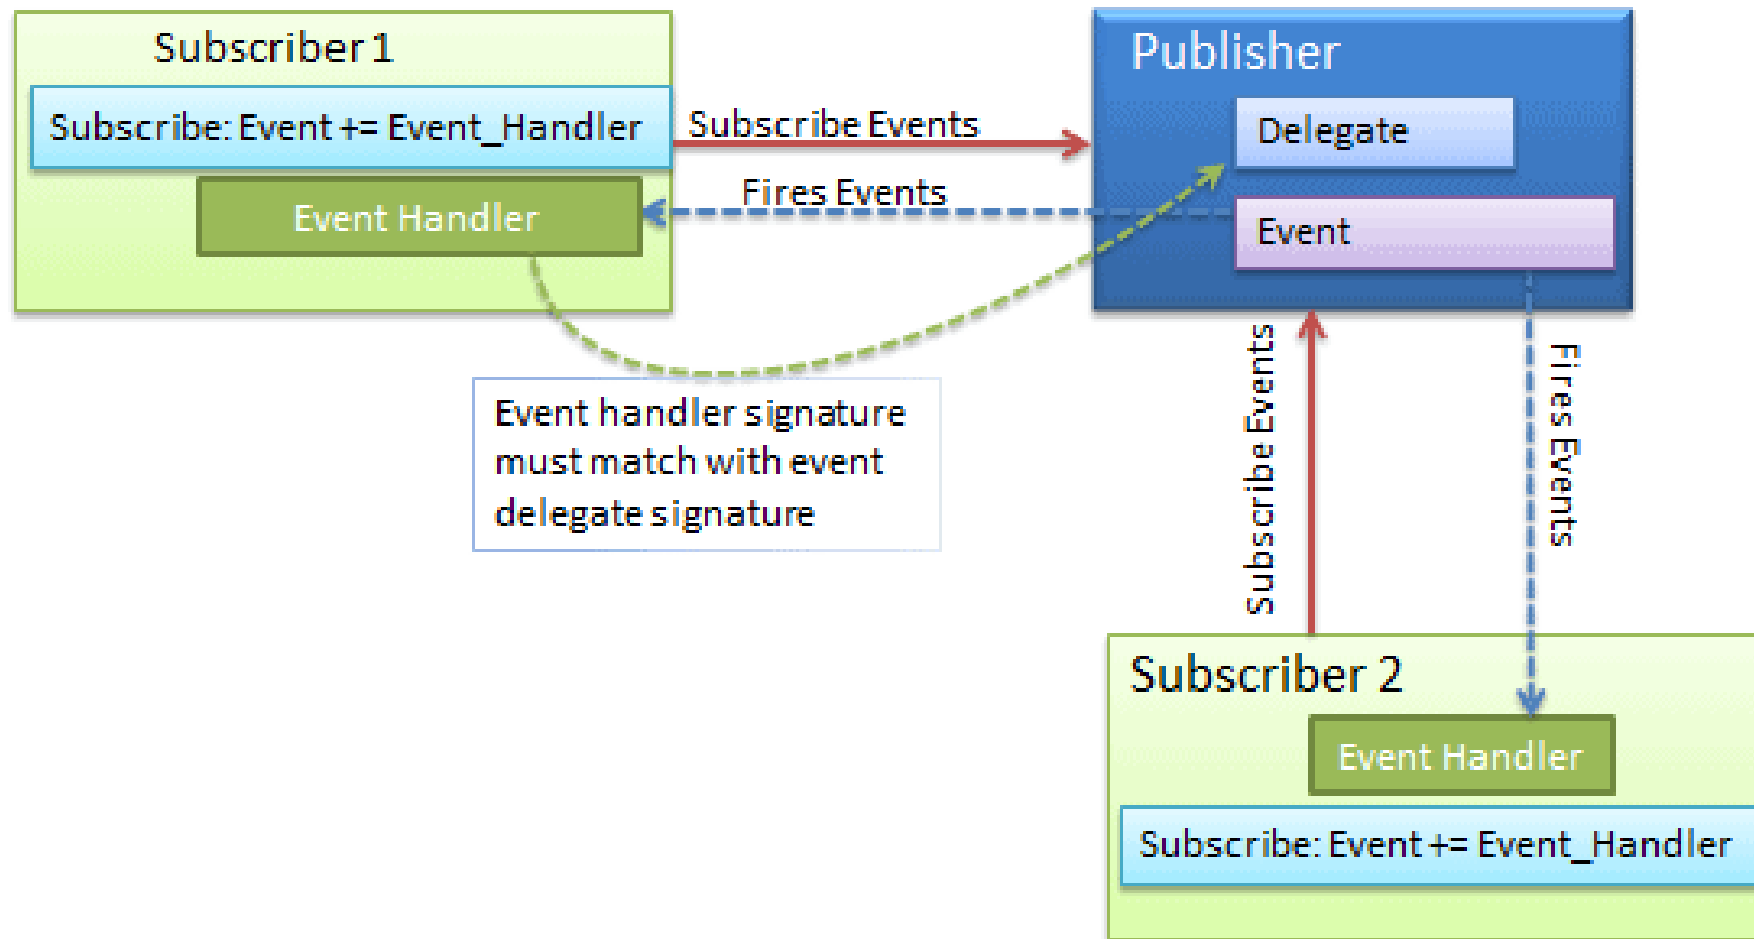 Subscriber 1
Subscribe: Event += Event_Handler
Event Handler
Subscribe Events
Fires Events
Publisher
Delegate
Event
Event handler signature
must match with event
delegate signature
Subscribe Events
Fires Events
Subscriber 2
Event Handler
Subscribe: Event += Event_Handler